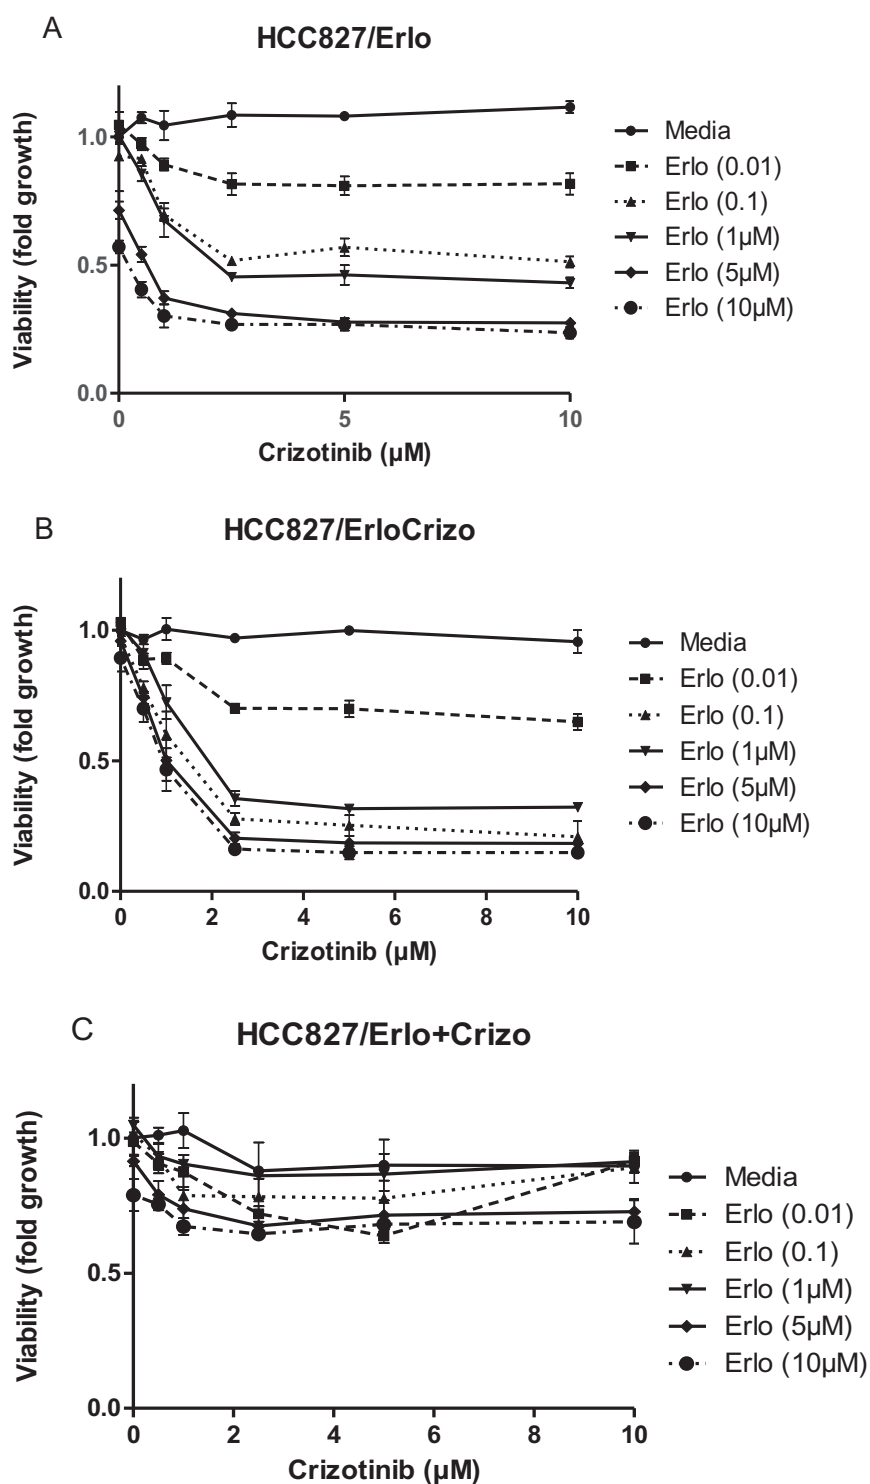 A
HCC827/Erlo
Viability (fold growth)
1.0
0.5
0.0
0 5 10
Crizotinib (µM)
Media
Erlo (0.01)
Erlo (0.1)
Erlo (1µM)
Erlo (5µM)
Erlo (10µM)
B
HCC827/ErloCrizo
Viability (fold growth)
1.0
0.5
0.0
0 2 4 6 8 10
Crizotinib (µM)
Media
Erlo (0.01)
Erlo (0.1)
Erlo (1µM)
Erlo (5µM)
Erlo (10µM)
C
HCC827/Erlo+Crizo
Viability (fold growth)
1.0
0.5
0.0
0 2 4 6 8 10
Crizotinib (µM)
Media
Erlo (0.01)
Erlo (0.1)
Erlo (1µM)
Erlo (5µM)
Erlo (10µM)